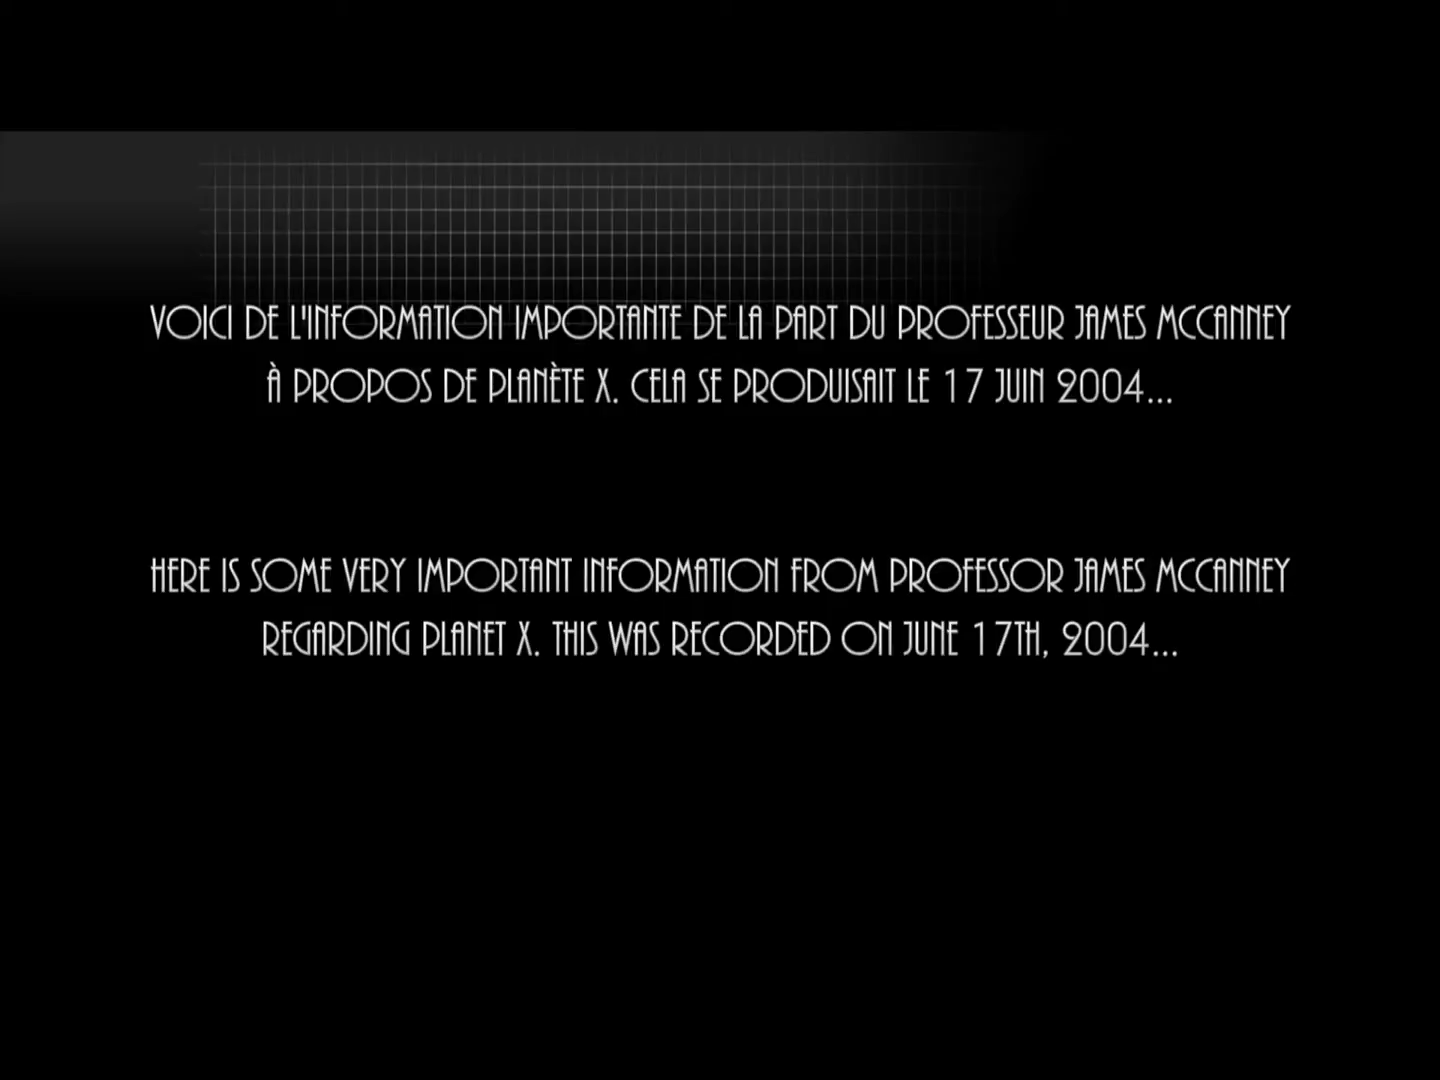 VOICI DE L'INFORMATION IMPORTANTE DE LA PART DU PROFESSEUR JAMES MCCANNEY
À PROPOS DE PLANÈTE X. CELA SE PRODUISAIT LE 17 JUIN 2004...
HERE IS SOME VERY IMPORTANT INFORMATION FROM PROFESSOR JAMES MCCANNEY
REGARDING PLANET X. THIS WAS RECORDED ON JUNE 17TH, 2004...